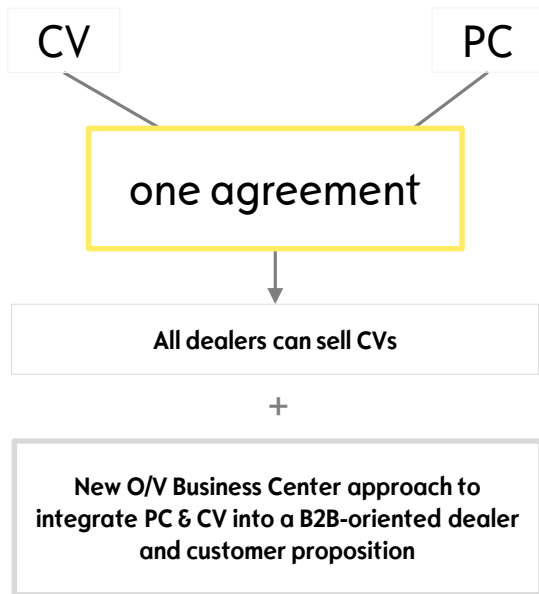 CV PC
one agreement
All dealers can sell CVs
+
New O/V Business Center approach to
integrate PC & CV into a B2B-oriented dealer
and customer proposition